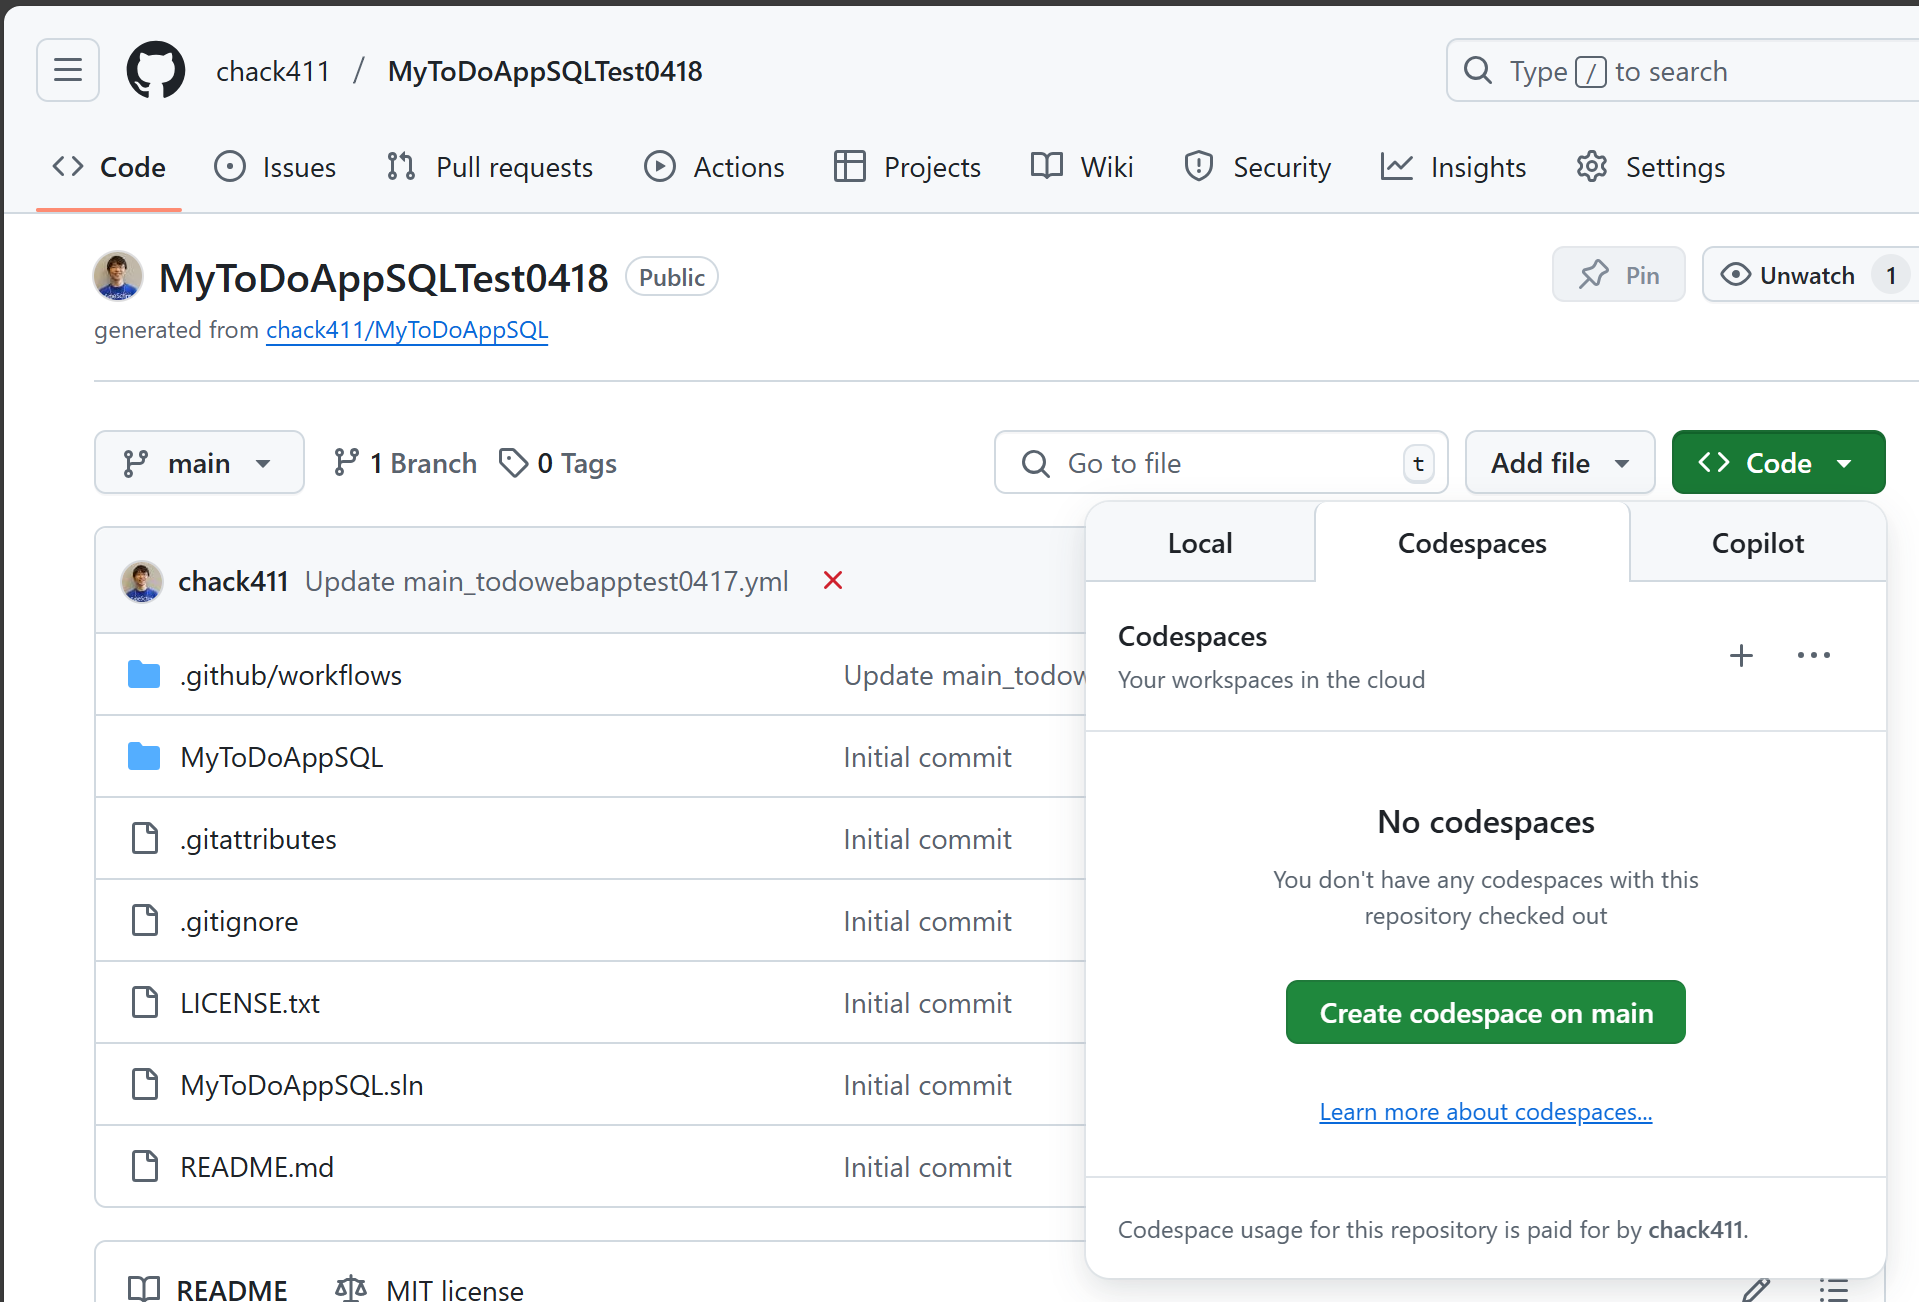 chack411 / MyToDoAppSQLTest0418
Type / to search
Code Issues Pull requests Actions Projects Wiki Security Insights Settings
MyToDoAppSQLTest0418 Public
Pin Unwatch 1
generated from chack411/MyToDoAppSQL
main 1 Branch 0 Tags
Go to file t Add file Code
Local Codespaces Copilot
chack411 Update main_todowebapptest0417.yml
.github/workflows Update main_todow
MyToDoAppSQL Initial commit
.gitattributes Initial commit
.gitignore Initial commit
LICENSE.txt Initial commit
MyToDoAppSQL.sln Initial commit
README.md Initial commit
Codespaces
Your workspaces in the cloud
No codespaces
You don't have any codespaces with this
repository checked out
Create codespace on main
Learn more about codespaces...
Codespace usage for this repository is paid for by chack411.
README MIT license